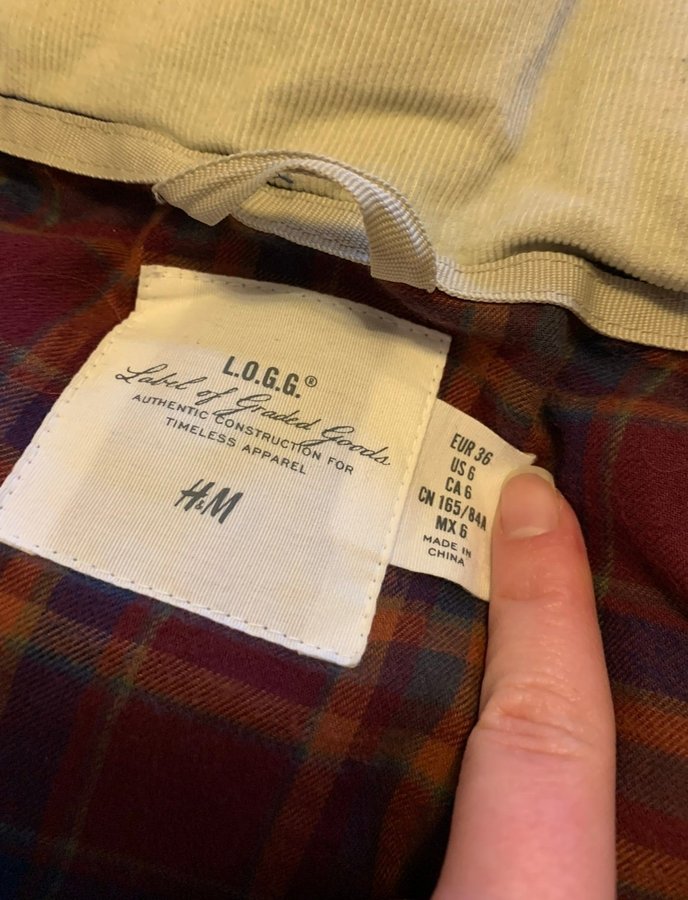 L.O.G.G.®
Label of Graded Goods
AUTHENTIC CONSTRUCTION FOR
TIMELESS APPAREL
H&M
EUR 36
US 6
CA 6
CN 165/84A
MX 6
MADE IN
CHINA